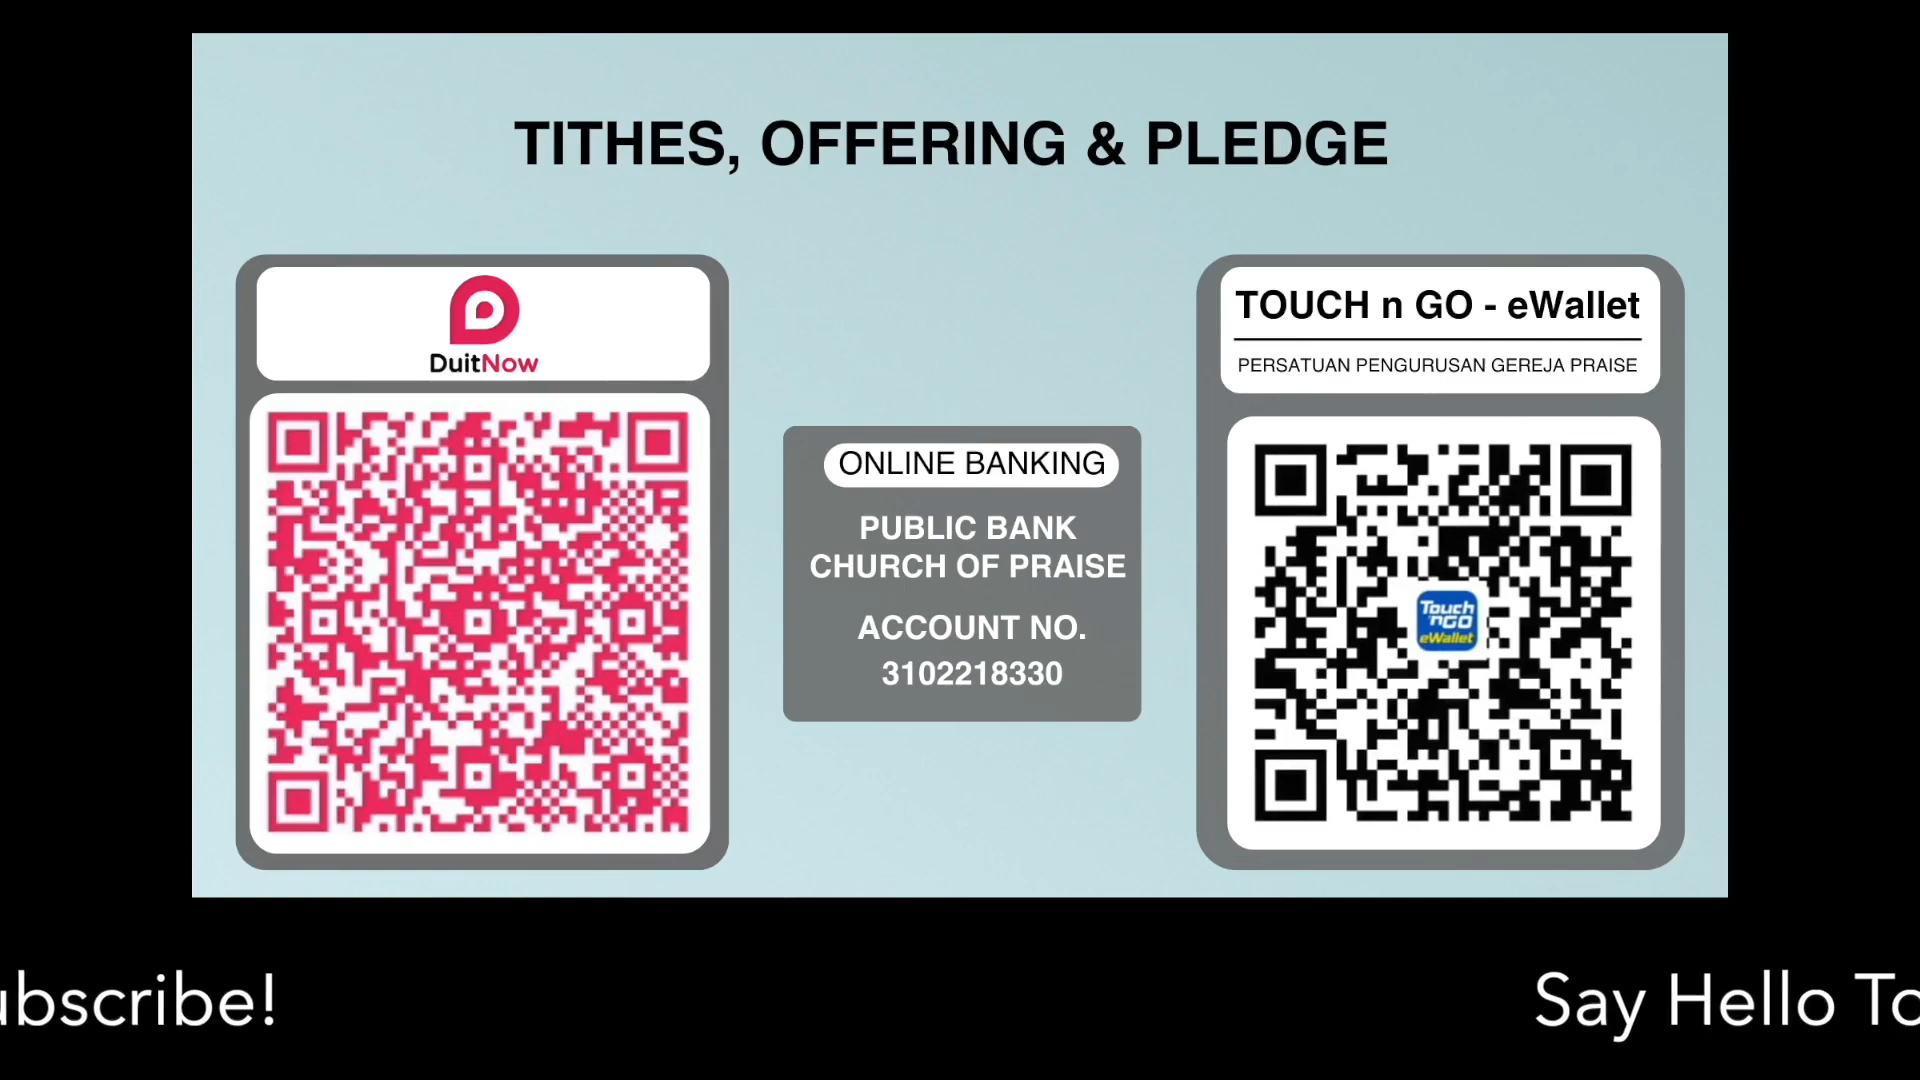 TITHES, OFFERING & PLEDGE
DuitNow
ONLINE BANKING
PUBLIC BANK
CHURCH OF PRAISE
ACCOUNT NO.
3102218330
TOUCH n GO - eWallet
PERSATUAN PENGURUSAN GEREJA PRAISE
Touch
'nGO
eWallet
ubscribe!
Say Hello To